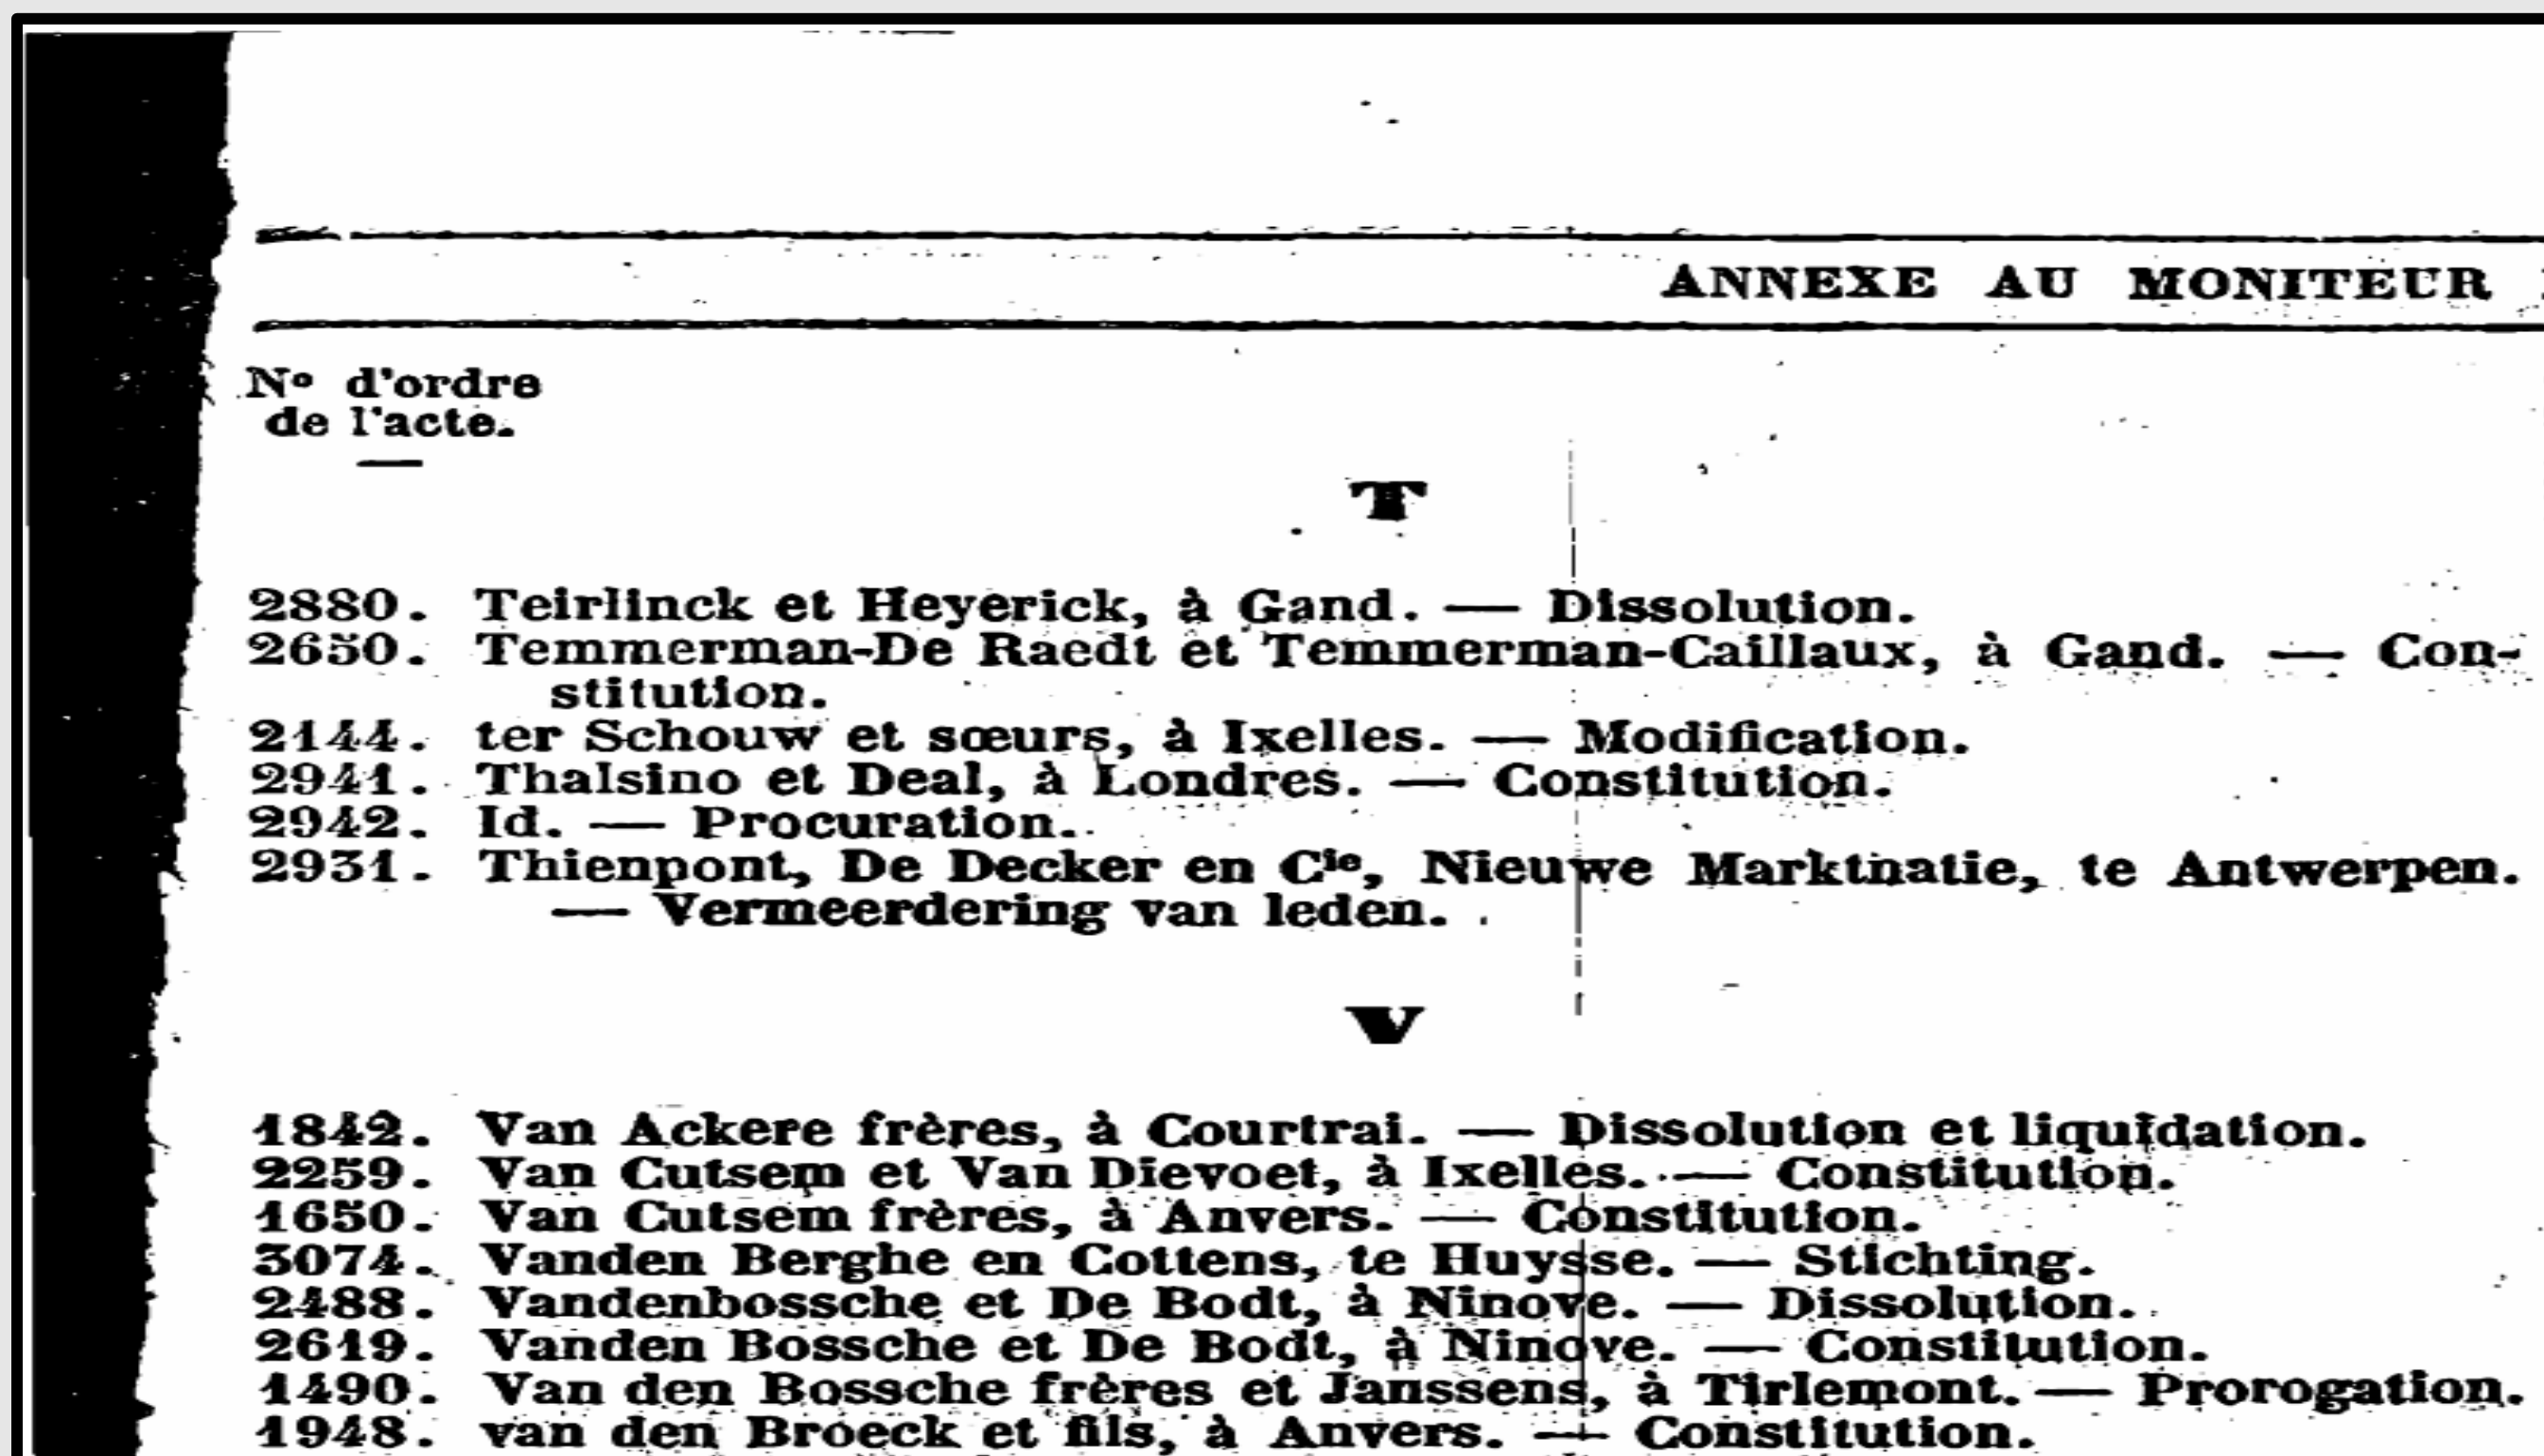 ANNEXE AU MONITEUR
N° d'ordre
de l'acte.
T
2880. Teirlinck et Heyerick, à Gand. — Dissolution.
2650. Temmerman-De Raedt et Temmerman-Caillaux, à Gand. — Con-
stitution.
2144. ter Schouw et sœurs, à Ixelles. — Modification.
2941. Thalsino et Deal, à Londres. — Constitution.
2942. Id. — Procuration.
2931. Thienpont, De Decker en Cie, Nieuwe Marktnatie, te Antwerpen.
— Vermeerdering van leden.
V
1842. Van Ackere frères, à Courtrai. — Dissolution et liquidation.
2259. Van Cutsem et Van Dievoet, à Ixelles. — Constitution.
1650. Van Cutsem frères, à Anvers. — Constitution.
3074. Vanden Berghe en Cottens, te Huysse. — Stichting.
2488. Vandenbossche et De Bodt, à Ninove. — Dissolution.
2619. Vanden Bossche et De Bodt, à Ninove. — Constitution.
1490. Van den Bossche frères et Janssens, à Tirlemont. — Prorogation.
1948. van den Broeck et fils, à Anvers. — Constitution.